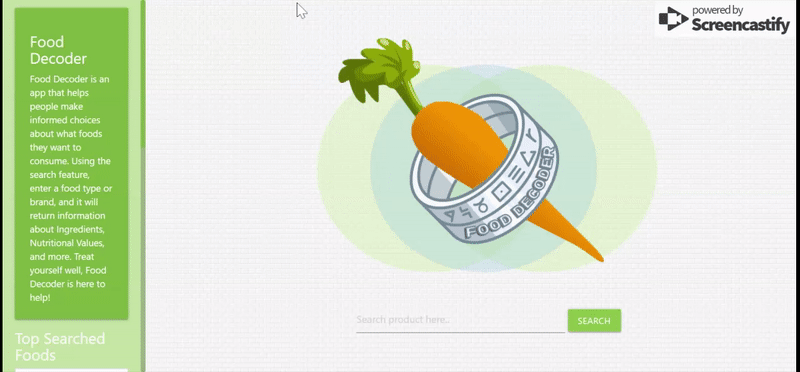 powered by
Screencastify
Food
Decoder
Food Decoder is an
app that helps
people make
informed choices
about what foods
they want to
consume. Using the
search feature,
enter a food type or
brand, and it will
return information
about Ingredients,
Nutritional Values,
and more. Treat
yourself well, Food
Decoder is here to
help!
Top Searched
Foods
FOOD DECODER
Search product here..
SEARCH